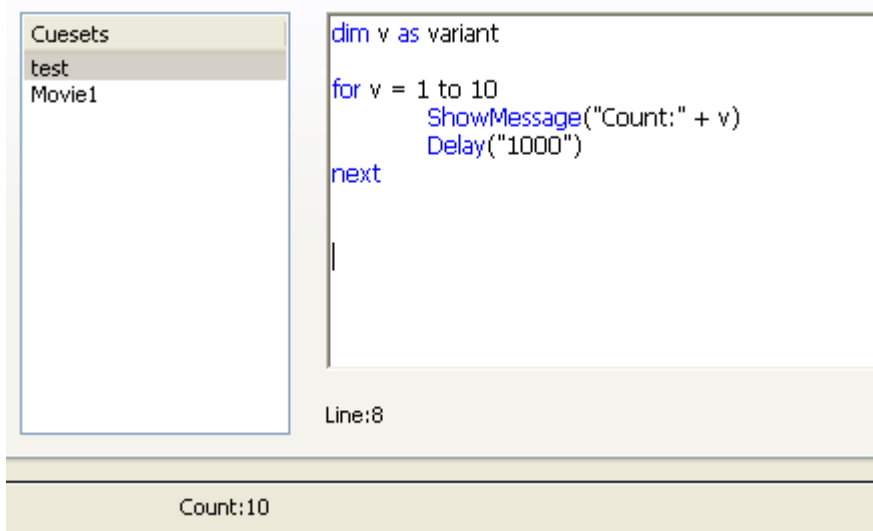 Cuesets
test
Movie1
dim v as variant
for v = 1 to 10
ShowMessage("Count:" + v)
Delay("1000")
next
Line:8
Count:10